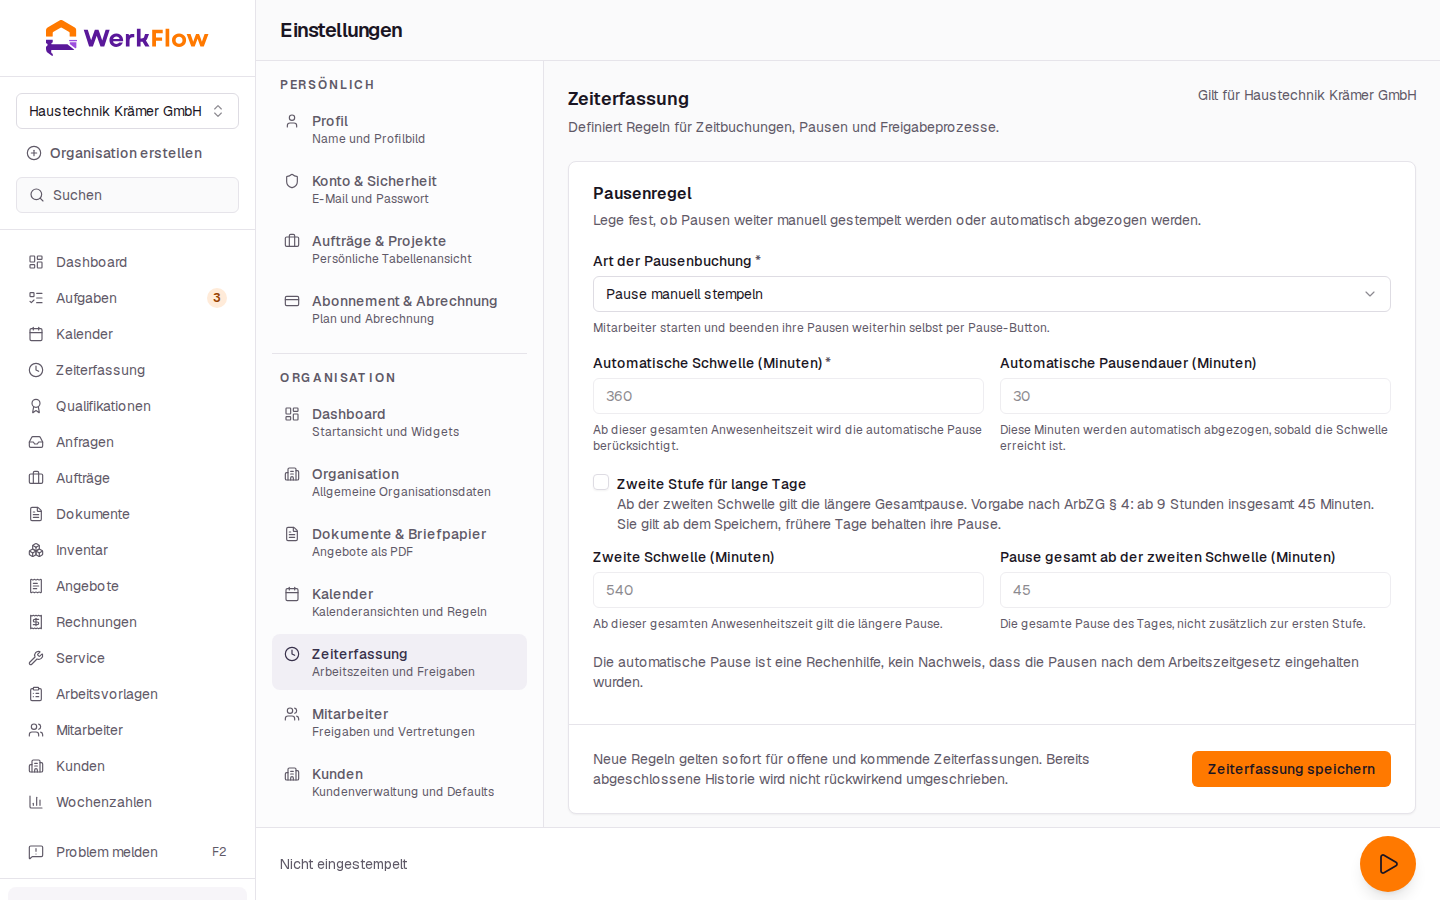 WerkFlow
Haustechnik Krämer GmbH
Organisation erstellen
Suchen
Dashboard
Aufgaben 3
Kalender
Zeiterfassung
Qualifikationen
Anfragen
Aufträge
Dokumente
Inventar
Angebote
Rechnungen
Service
Arbeitsvorlagen
Mitarbeiter
Kunden
Wochenzahlen
Problem melden F2
Einstellungen
PERSÖNLICH
Profil
Name und Profilbild
Konto & Sicherheit
E-Mail und Passwort
Aufträge & Projekte
Persönliche Tabellenansicht
Abonnement & Abrechnung
Plan und Abrechnung
ORGANISATION
Dashboard
Startansicht und Widgets
Organisation
Allgemeine Organisationsdaten
Dokumente & Briefpapier
Angebote als PDF
Kalender
Kalenderansichten und Regeln
Zeiterfassung
Arbeitszeiten und Freigaben
Mitarbeiter
Freigaben und Vertretungen
Kunden
Kundenverwaltung und Defaults
Zeiterfassung
Gilt für Haustechnik Krämer GmbH
Definiert Regeln für Zeitbuchungen, Pausen und Freigabeprozesse.
Pausenregel
Lege fest, ob Pausen weiter manuell gestempelt werden oder automatisch abgezogen werden.
Art der Pausenbuchung *
Pause manuell stempeln
Mitarbeiter starten und beenden ihre Pausen weiterhin selbst per Pause-Button.
Automatische Schwelle (Minuten) *
360
Ab dieser gesamten Anwesenheitszeit wird die automatische Pause
berücksichtigt.
Automatische Pausendauer (Minuten)
30
Diese Minuten werden automatisch abgezogen, sobald die Schwelle
erreicht ist.
Zweite Stufe für lange Tage
Ab der zweiten Schwelle gilt die längere Gesamtpause. Vorgabe nach ArbZG § 4: ab 9 Stunden insgesamt 45 Minuten.
Sie gilt ab dem Speichern, frühere Tage behalten ihre Pause.
Zweite Schwelle (Minuten)
540
Ab dieser gesamten Anwesenheitszeit gilt die längere Pause.
Pause gesamt ab der zweiten Schwelle (Minuten)
45
Die gesamte Pause des Tages, nicht zusätzlich zur ersten Stufe.
Die automatische Pause ist eine Rechenhilfe, kein Nachweis, dass die Pausen nach dem Arbeitszeitgesetz eingehalten
wurden.
Neue Regeln gelten sofort für offene und kommende Zeiterfassungen. Bereits
abgeschlossene Historie wird nicht rückwirkend umgeschrieben.
Zeiterfassung speichern
Nicht eingestempelt